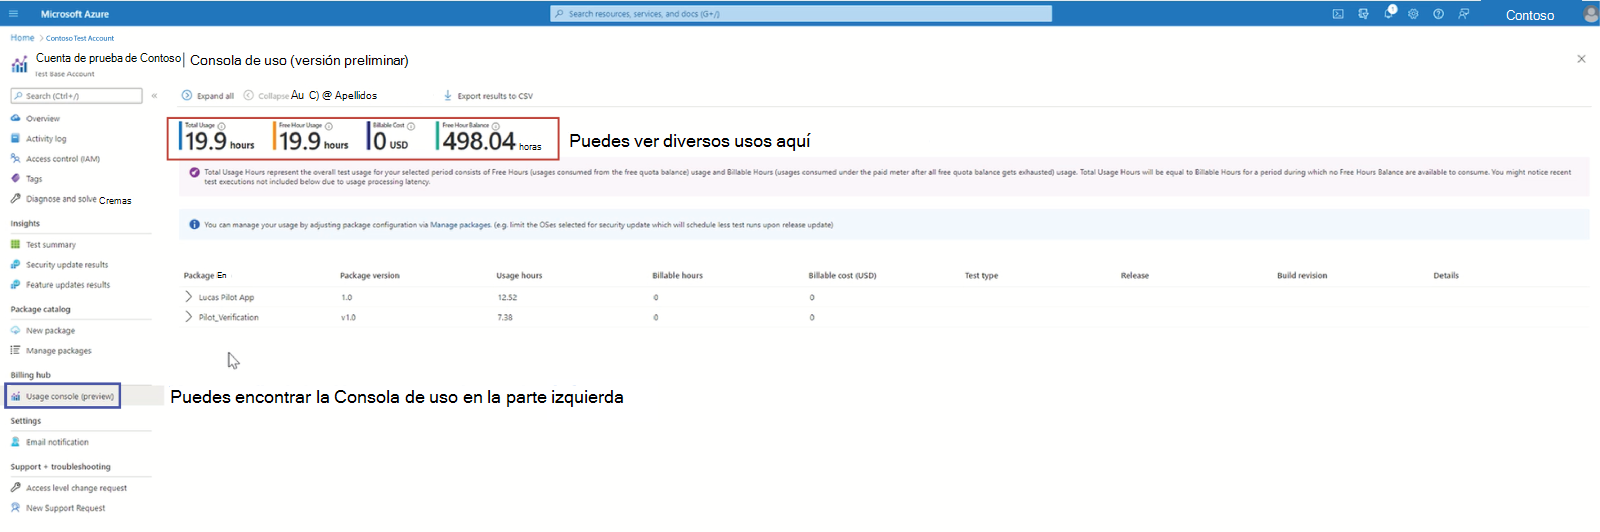 Microsoft Azure
Search resources, services, and docs (G+/)
1
Contoso
Home > Contoso Test Account
Cuenta de prueba de Contoso | Consola de uso (versión preliminar)
Test Base Account
Search (Ctrl+/)
«
Expand all
Collapse Au C) @ Apellidos
Export results to CSV
Overview
Activity log
Access control (IAM)
Tags
Diagnose and solve Cremas
Insights
Test summary
Security update results
Feature updates results
Package catalog
New package
Manage packages
Billing hub
Usage console (preview)
Settings
Email notification
Support + troubleshooting
Access level change request
New Support Request
Total Usage
19.9 hours
Free Hour Usage
19.9 hours
Billable Cost
0 USD
Free Hour Balance
498.04 horas
Puedes ver diversos usos aquí
Total Usage Hours represent the overall test usage for your selected period consists of Free Hours (usages consumed from the free quota balance) usage and Billable Hours (usages consumed under the paid meter after all free quota balance gets exhausted) usage. Total Usage Hours will be equal to Billable Hours for a period during which no Free Hours Balance are available to consume. You might notice recent
test executions not included below due to usage processing latency.
You can manage your usage by adjusting package configuration via Manage packages. (e.g. limit the OSes selected for security update which will schedule less test runs upon release update)
Package En Package version Usage hours Billable hours Billable cost (USD) Test type Release Build revision Details
Lucas Pilot App 1.0 12.52 0 0
Pilot_Verification v1.0 7.38 0 0
Puedes encontrar la Consola de uso en la parte izquierda